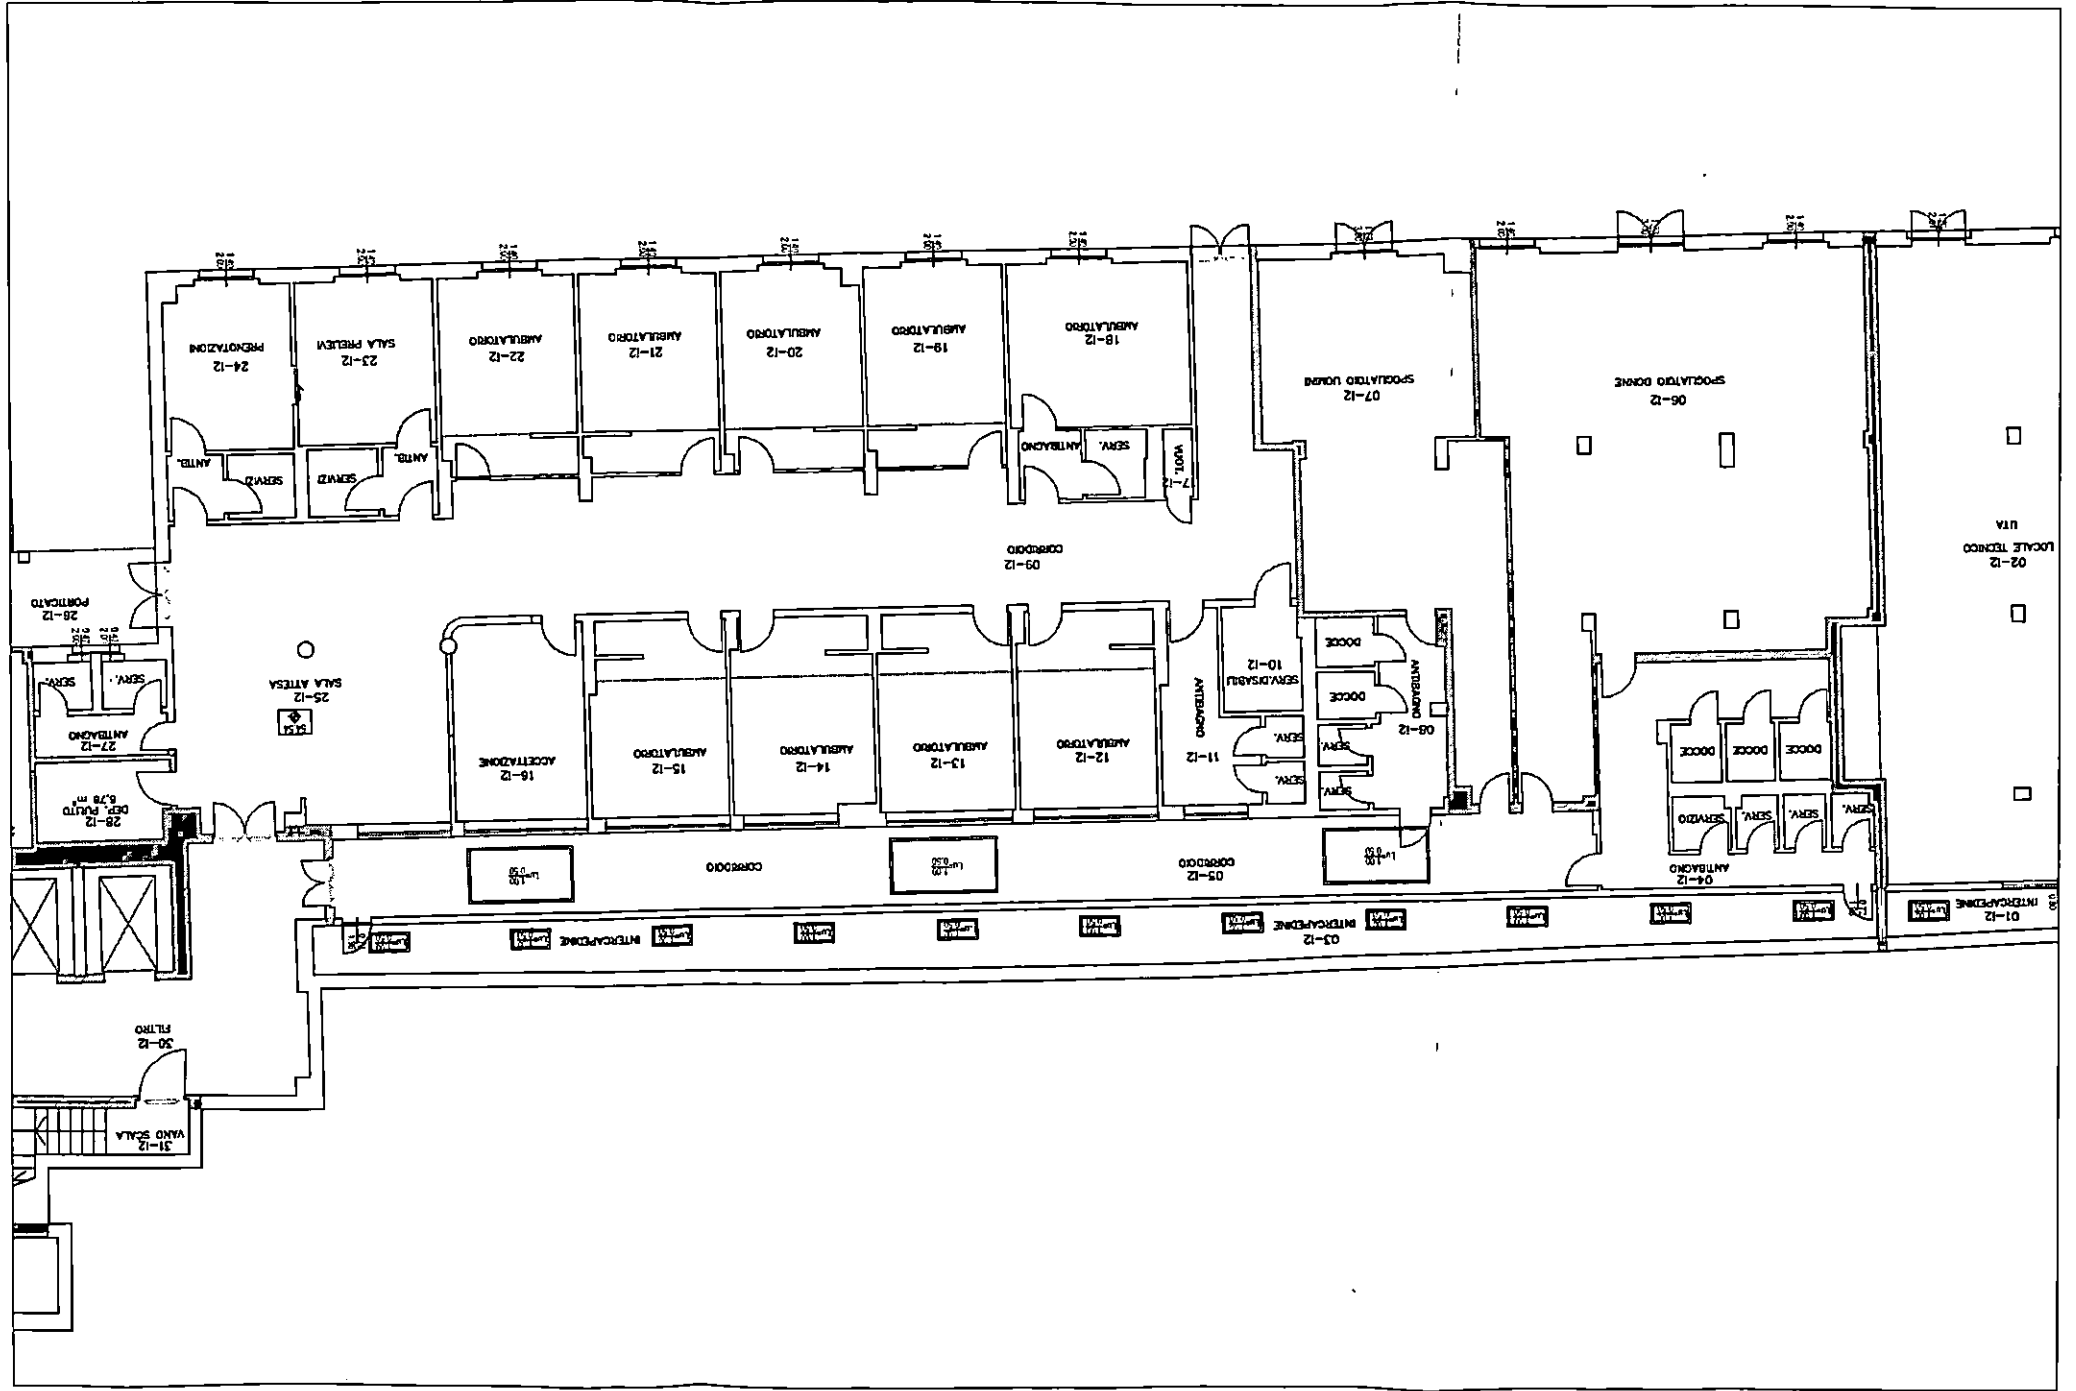 VANO SCALA
31-12
FILTRO
30-12
INTERCAPEDINE
01-12
INTERCAPEDINE
03-12
INTERCAPEDINE
ANTIBAGNO
04-12
CORRIDOIO
05-12
CORRIDOIO
SERV.
SERV.
SERV.
SERVIZIO
DOCCE
DOCCE
DOCCE
SERV.
SERV.
SERV.
SERV.
DOCCE
DOCCE
ANTIBAGNO
08-12
ANTIBAGNO
11-12
SERV.DISABILI
10-12
AMBULATORIO
12-12
AMBULATORIO
13-12
AMBULATORIO
14-12
AMBULATORIO
15-12
ACCETTAZIONE
16-12
DEP. PULITO
6,78 m²
28-12
ANTIBAGNO
27-12
SERV.
SERV.
54.54
SALA ATTESA
25-12
PORTICATO
26-12
CORRIDOIO
09-12
LOCALE TECNICO
UTA
02-12
SPOGLIATOIO DONNE
06-12
SPOGLIATOIO UOMINI
07-12
VUOT.
17-12
SERV.
ANTIBAGNO
AMBULATORIO
18-12
AMBULATORIO
19-12
AMBULATORIO
20-12
AMBULATORIO
21-12
AMBULATORIO
22-12
SALA PRELIEVI
23-12
PRENOTAZIONI
24-12
ANTIB.
SERVIZI
SERVIZI
ANTIB.